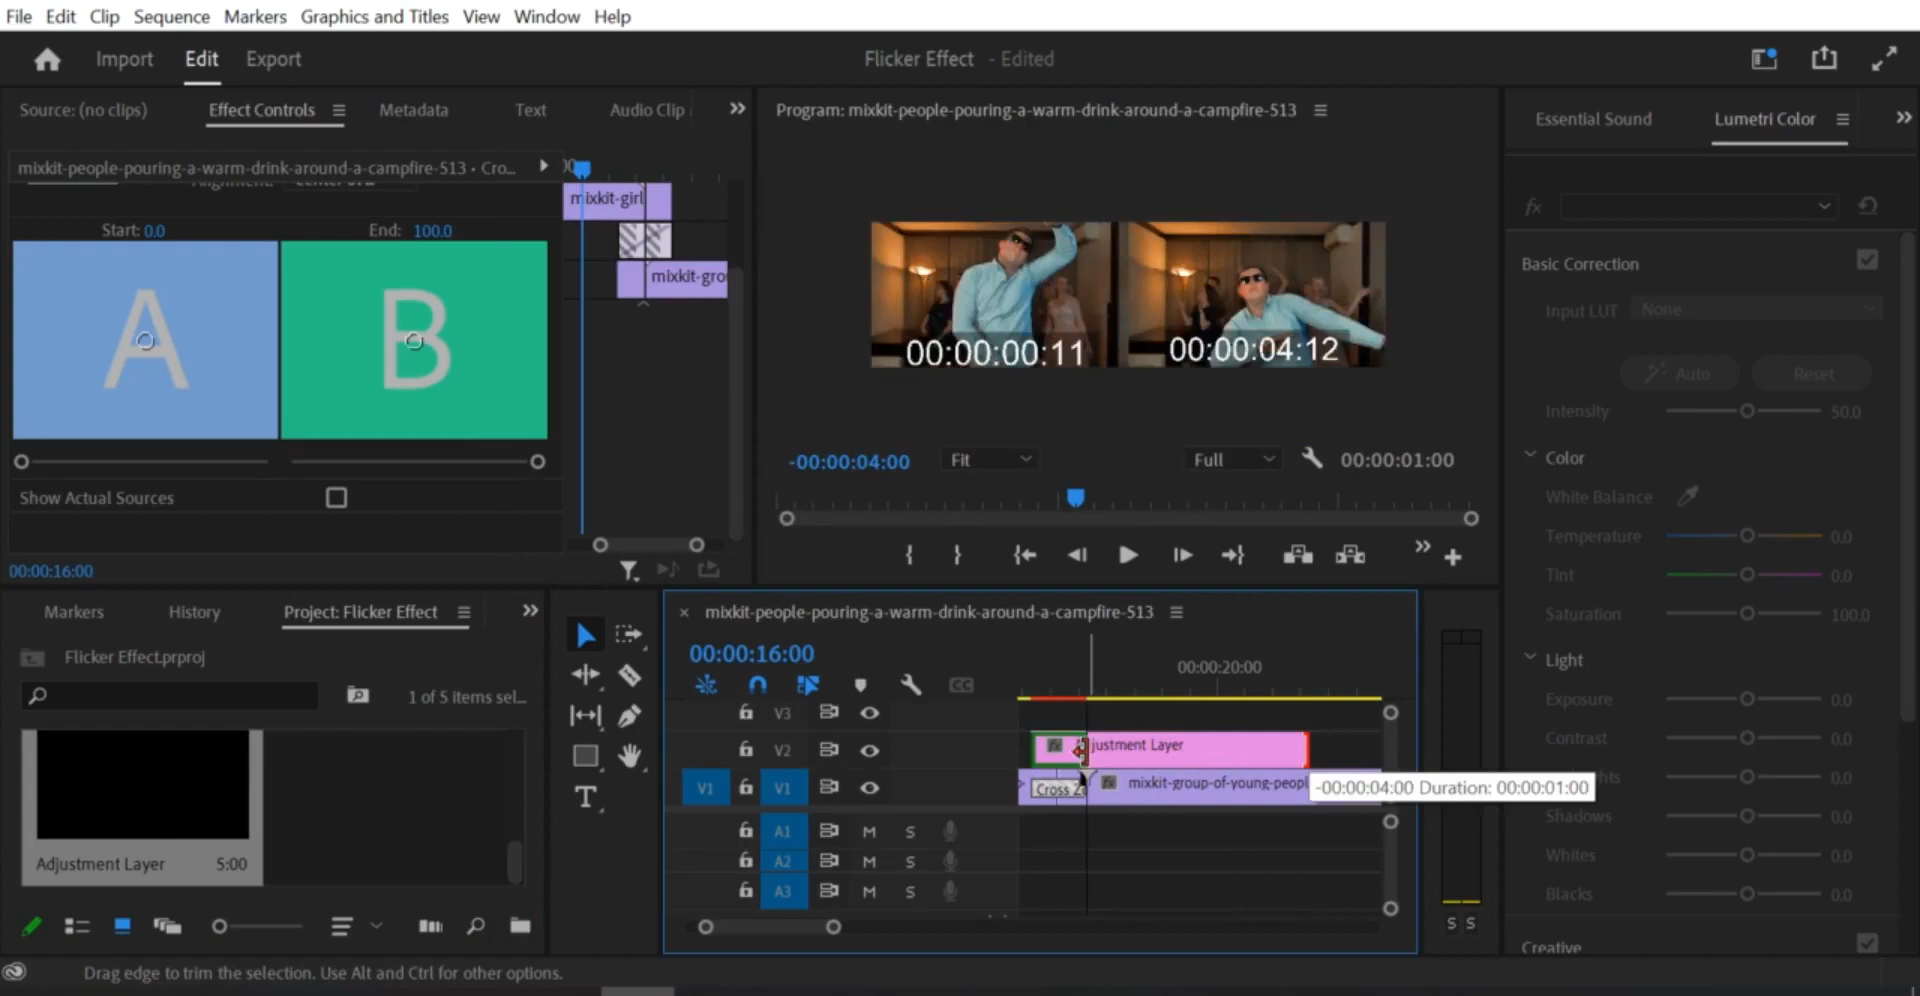 File Edit Clip Sequence Markers Graphics and Titles View Window Help
Import Edit Export Flicker Effect - Edited
Source: (no clips) Effect Controls Metadata Text Audio Clip
mixkit-people-pouring-a-warm-drink-around-a-campfire-513 • Cro...
Alignment:
Start: 0.0 End: 100.0
A B
Show Actual Sources
00:00:16:00
mixkit-girl
mixkit-gro
Program: mixkit-people-pouring-a-warm-drink-around-a-campfire-513
00:00:00:11 00:00:04:12
-00:00:04:00 Fit Full 00:00:01:00
Essential Sound Lumetri Color
fx
Basic Correction
Input LUT None
Auto Reset
Intensity 50.0
Color
White Balance
Temperature 0.0
Tint 0.0
Saturation 100.0
Light
Exposure 0.0
Contrast 0.0
0.0
Shadows 0.0
Whites 0.0
Blacks 0.0
Creative
Markers History Project: Flicker Effect
Flicker Effect.prproj
1 of 5 items sel...
Adjustment Layer 5:00
mixkit-people-pouring-a-warm-drink-around-a-campfire-513
00:00:16:00
00:00:20:00
CC
V3
V2 fx justment Layer
V1 V1 Cross Z fx mixkit-group-of-young-peopl
-00:00:04:00 Duration: 00:00:01:00
A1 M S
A2 M S
A3 M S
S S
Drag edge to trim the selection. Use Alt and Ctrl for other options.